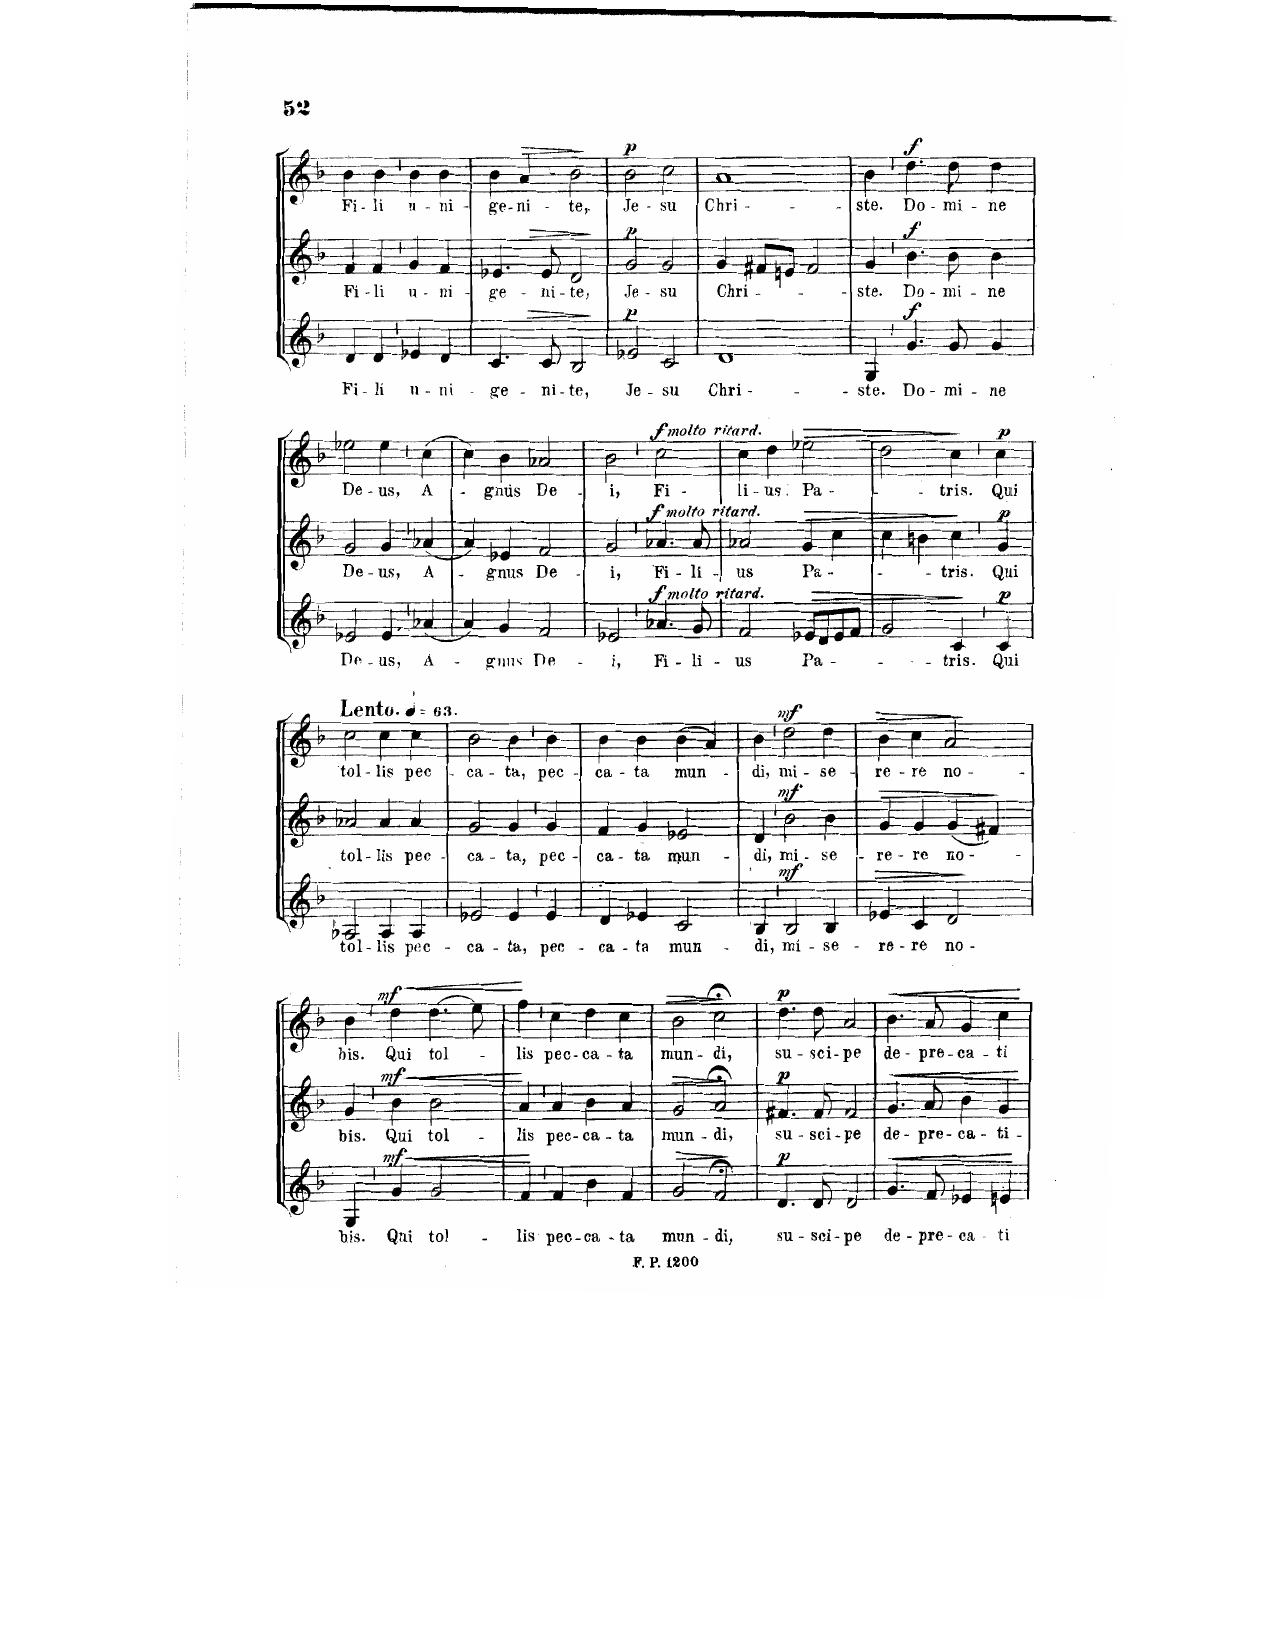 52
p f
Fi - li u - ni - ge - ni - te, Je - su Chri - - ste. Do - mi - ne
p f
Fi - li u - ni - ge - ni - te, Je - su Chri - - ste. Do - mi - ne
p f
Fi - li u - ni - ge - ni - te, Je - su Chri - - ste. Do - mi - ne
f molto ritard. p
De - us, A - gnus De - i, Fi - li - us Pa - - tris. Qui
f molto ritard. p
De - us, A - gnus De - i, Fi - li - us Pa - - tris. Qui
f molto ritard. p
De - us, A - gnus De - i, Fi - li - us Pa - - tris. Qui
Lento. ♩ = 63.
mf
tol - lis pec - ca - ta, pec - ca - ta mun - di, mi - se - re - re no -
mf
tol - lis pec - ca - ta, pec - ca - ta mun - di, mi - se - re - re no -
mf
tol - lis pec - ca - ta, pec - ca - ta mun - di, mi - se - re - re no -
mf p
bis. Qui tol - lis pec - ca - ta mun - di, su - sci - pe de - pre - ca - ti
mf p
bis. Qui tol - lis pec - ca - ta mun - di, su - sci - pe de - pre - ca - ti -
mf p
bis. Qui tol - lis pec - ca - ta mun - di, su - sci - pe de - pre - ca - ti
F. P. 1200